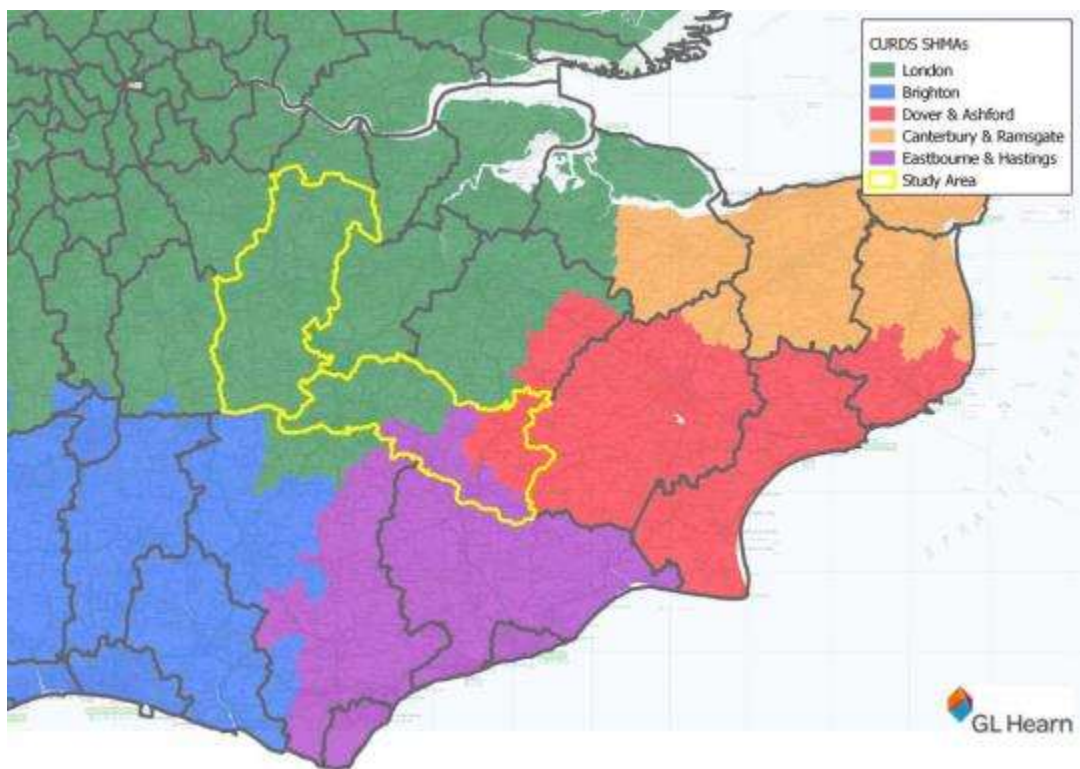 CURDS SHMAs
London
Brighton
Dover & Ashford
Canterbury & Ramsgate
Eastbourne & Hastings
Study Area
GL Hearn